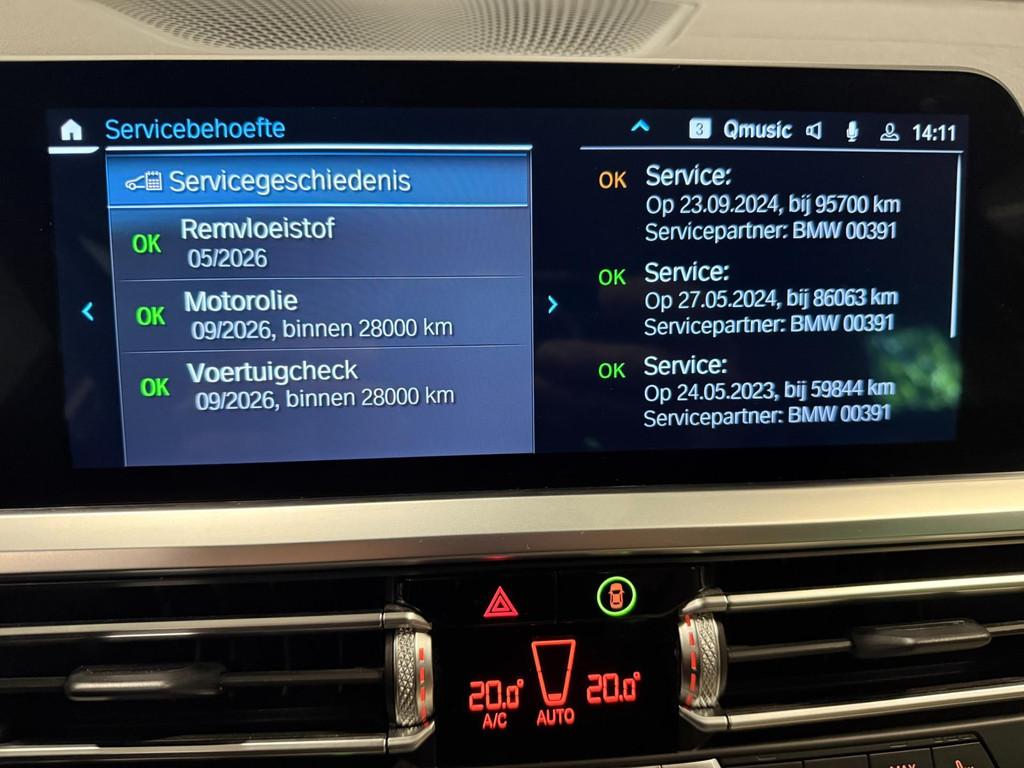 Servicebehoefte
3 Qmusic 14:11
Servicegeschiedenis
OK Remvloeistof
05/2026
OK Motorolie
09/2026, binnen 28000 km
OK Voertuigcheck
09/2026, binnen 28000 km
OK Service:
Op 23.09.2024, bij 95700 km
Servicepartner: BMW 00391
OK Service:
Op 27.05.2024, bij 86063 km
Servicepartner: BMW 00391
OK Service:
Op 24.05.2023, bij 59844 km
Servicepartner: BMW 00391
20.0° 20.0°
A/C AUTO
MAX